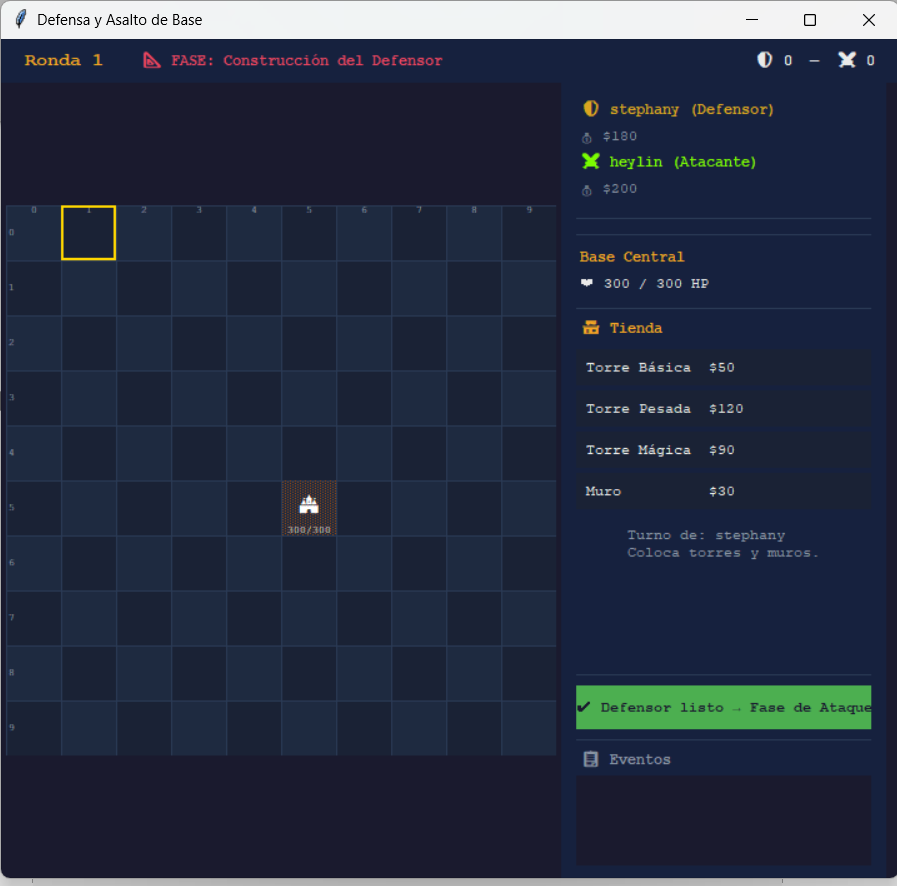 Defensa y Asalto de Base
Ronda 1
FASE: Construcción del Defensor
0 — 0
stephany (Defensor)
$180
heylin (Atacante)
$200
Base Central
300 / 300 HP
Tienda
Torre Básica $50
Torre Pesada $120
Torre Mágica $90
Muro $30
Turno de: stephany
Coloca torres y muros.
✔ Defensor listo → Fase de Ataque
Eventos
0 1 2 3 4 5 6 7 8 9
0
1
2
3
4
5
300/300
6
7
8
9